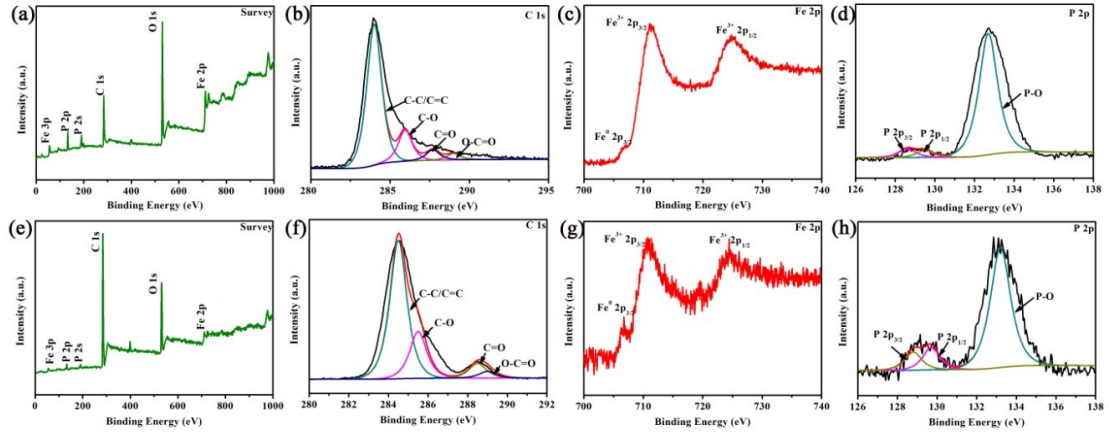 (a)
Survey
O 1s
C 1s
Fe 2p
Fe 3p
P 2p
P 2s
Intensity (a.u.)
0 200 400 600 800 1000
Binding Energy (eV)
(b)
C 1s
C-C/C=C
C-O
C=O
O-C=O
Intensity (a.u.)
280 285 290 295
Binding Energy (eV)
(c)
Fe 2p
Fe³⁺ 2p3/2
Fe³⁺ 2p1/2
Fe⁰ 2p3/2
Intensity (a.u.)
700 710 720 730 740
Binding Energy (eV)
(d)
P 2p
P-O
P 2p3/2
P 2p1/2
Intensity (a.u.)
126 128 130 132 134 136 138
Binding Energy (eV)
(e)
Survey
C 1s
O 1s
Fe 2p
Fe 3p
P 2p
P 2s
Intensity (a.u.)
0 200 400 600 800 1000
Binding Energy (eV)
(f)
C 1s
C-C/C=C
C-O
C=O
O-C=O
Intensity (a.u.)
280 282 284 286 288 290 292
Binding Energy (eV)
(g)
Fe 2p
Fe³⁺ 2p3/2
Fe³⁺ 2p1/2
Fe⁰ 2p3/2
Intensity (a.u.)
700 710 720 730 740
Binding Energy (eV)
(h)
P 2p
P-O
P 2p3/2
P 2p1/2
Intensity (a.u.)
126 128 130 132 134 136 138
Binding Energy (eV)